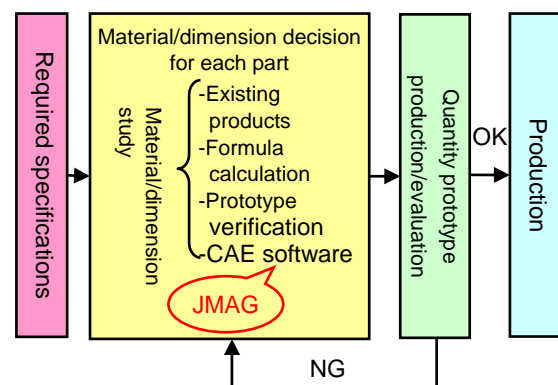 Required specifications
Material/dimension decision
for each part
Material/dimension
study
-Existing
products
-Formula
calculation
-Prototype
verification
-CAE software
JMAG
Quantity prototype
production/evaluation
OK
Production
NG